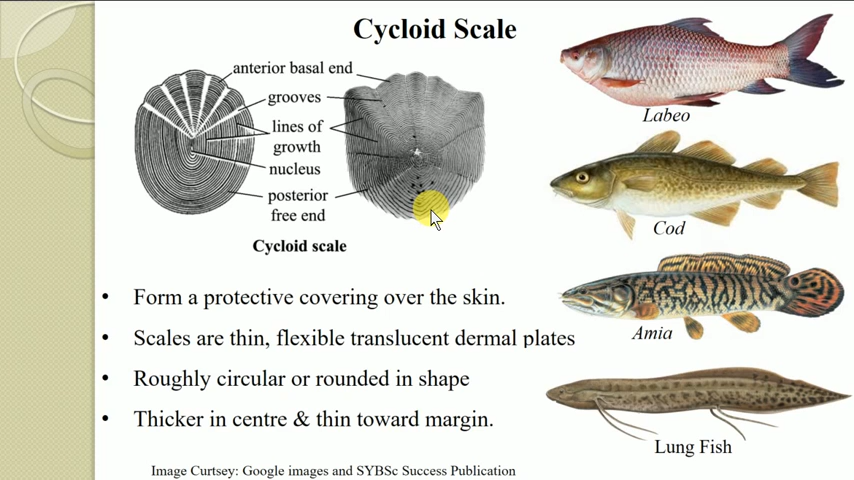 Cycloid Scale
anterior basal end
grooves
lines of
growth
nucleus
posterior
free end
Cycloid scale
• Form a protective covering over the skin.
• Scales are thin, flexible translucent dermal plates
• Roughly circular or rounded in shape
• Thicker in centre & thin toward margin.
Labeo
Cod
Amia
Lung Fish
Image Curtsey: Google images and SYBSc Success Publication